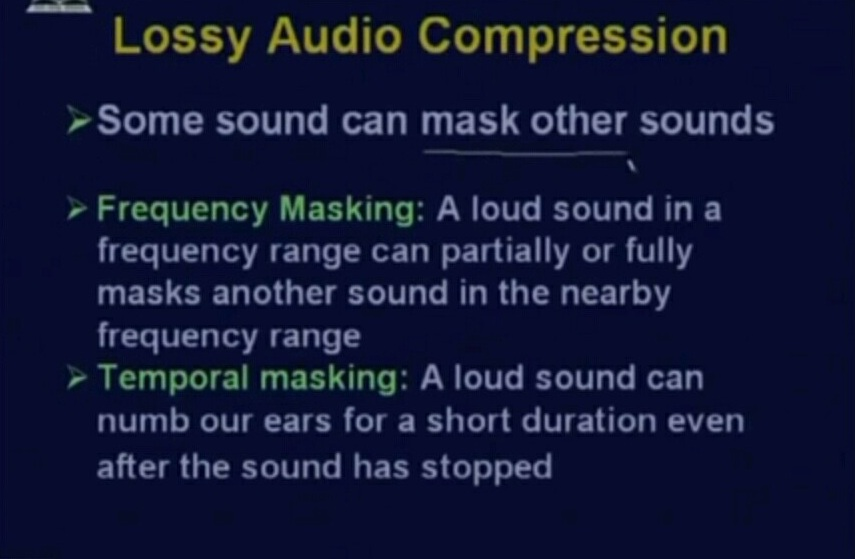 Lossy Audio Compression
Some sound can mask other sounds
Frequency Masking: A loud sound in a
frequency range can partially or fully
masks another sound in the nearby
frequency range
Temporal masking: A loud sound can
numb our ears for a short duration even
after the sound has stopped